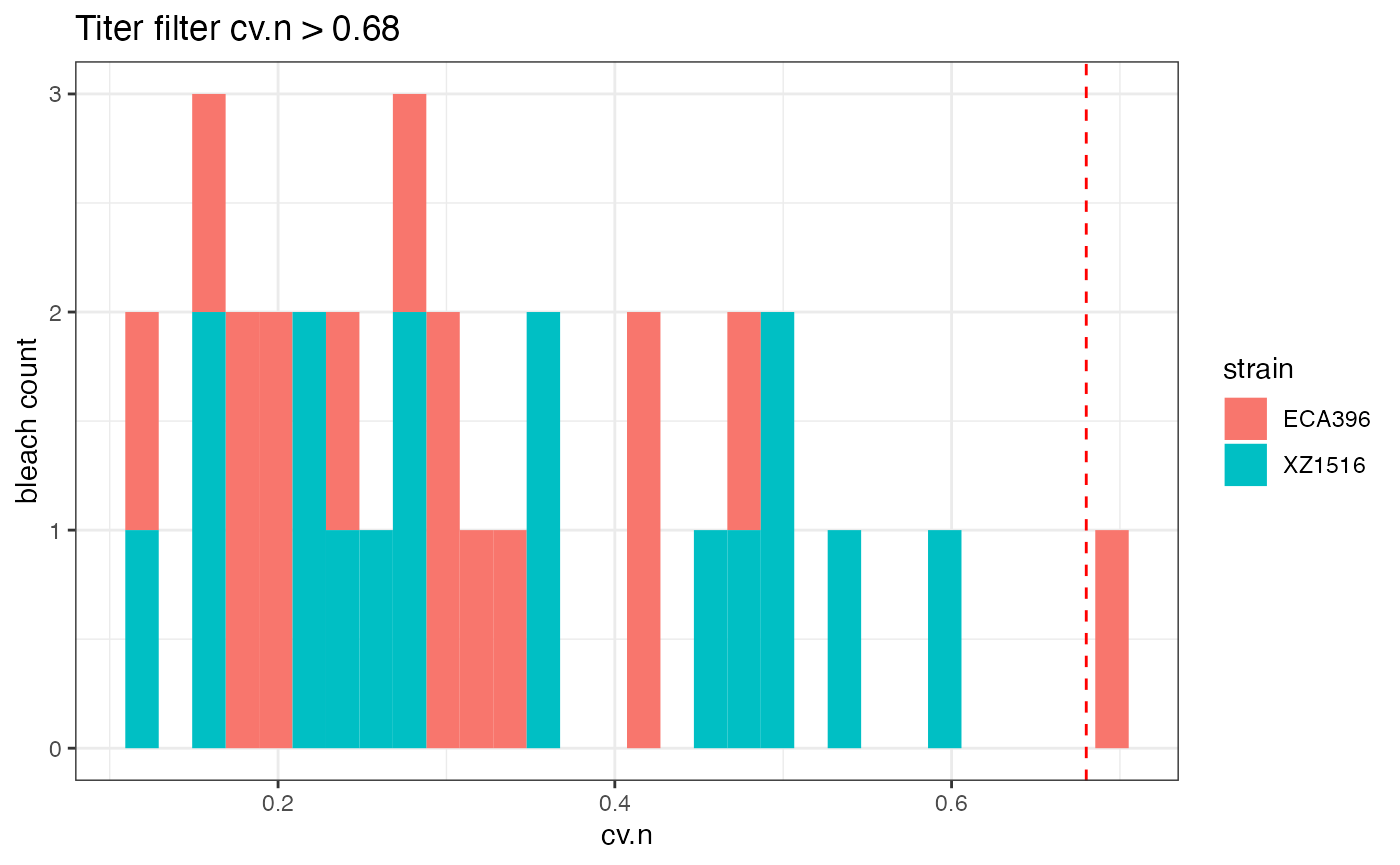 Titer filter cv.n > 0.68
3
2
1
0
bleach count
0.2 0.4 0.6
cv.n
strain
ECA396
XZ1516